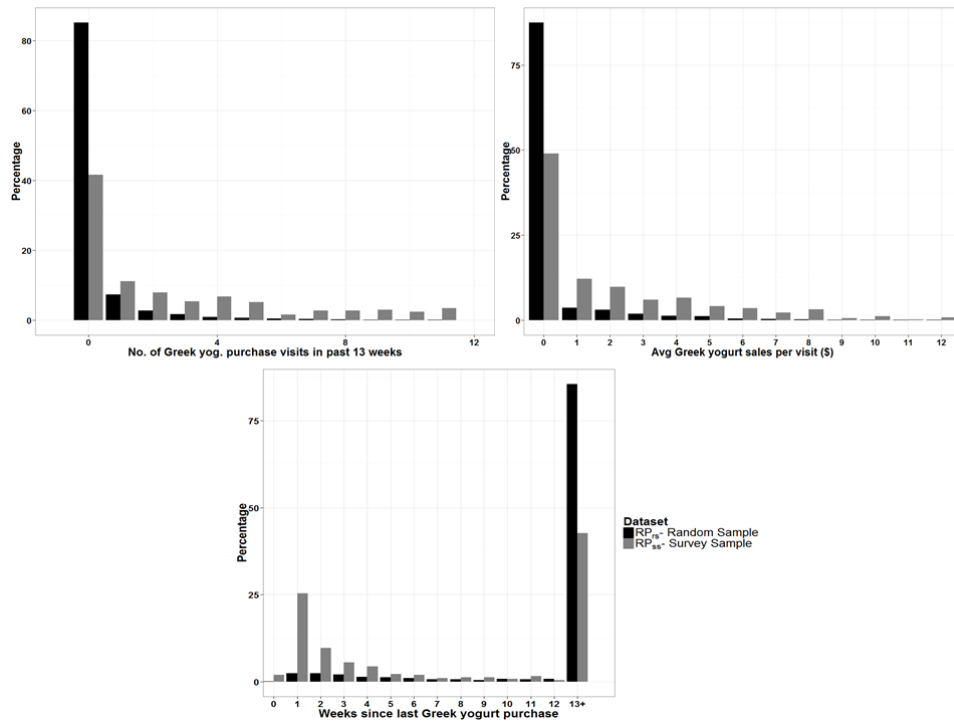 80
60
40
20
0
Percentage
0 4 8 12
No. of Greek yog. purchase visits in past 13 weeks
75
50
25
0
Percentage
0 1 2 3 4 5 6 7 8 9 10 11 12
Avg Greek yogurt sales per visit ($)
75
50
25
0
Percentage
0 1 2 3 4 5 6 7 8 9 10 11 12 13+
Weeks since last Greek yogurt purchase
Dataset
RPrs- Random Sample
RPss- Survey Sample